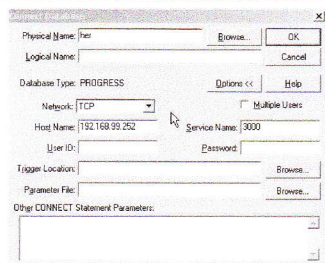 Connect Database
Physical Name: her Browse... OK
Logical Name: Cancel
Database Type: PROGRESS Options << Help
Network: TCP Multiple Users
Host Name: 192.168.99.252 Service Name: 3000
User ID: Password:
Trigger Location: Browse...
Parameter File: Browse...
Other CONNECT Statement Parameters: